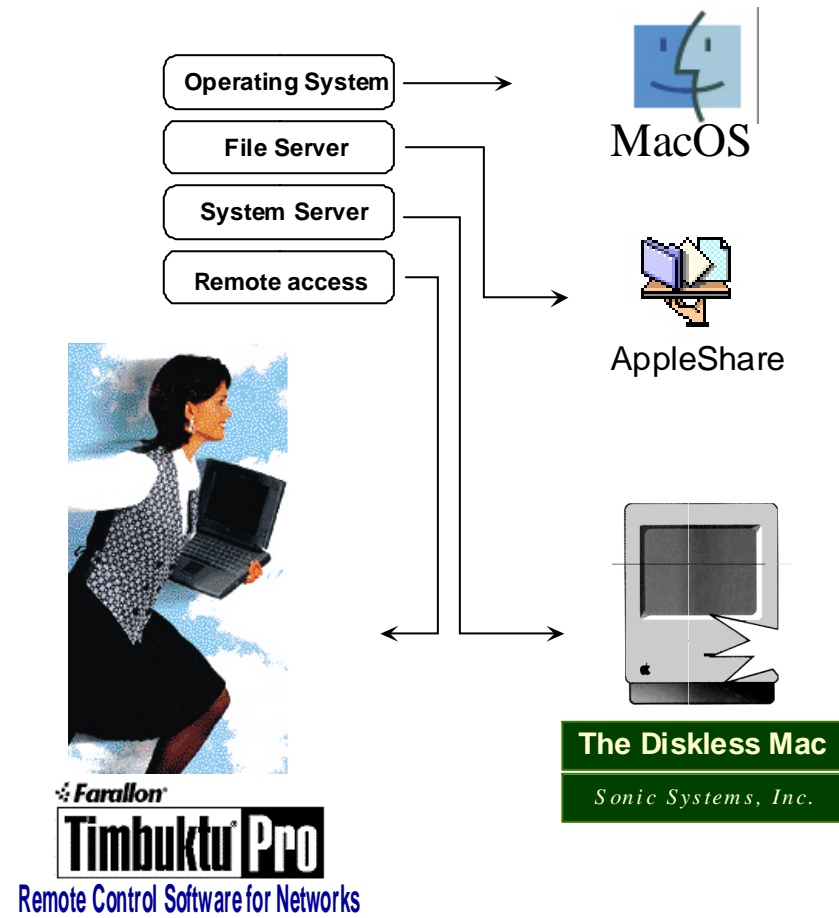 Operating System
File Server
System Server
Remote access
MacOS
AppleShare
The Diskless Mac
Sonic Systems, Inc.
Farallon
Timbuktu Pro
Remote Control Software for Networks